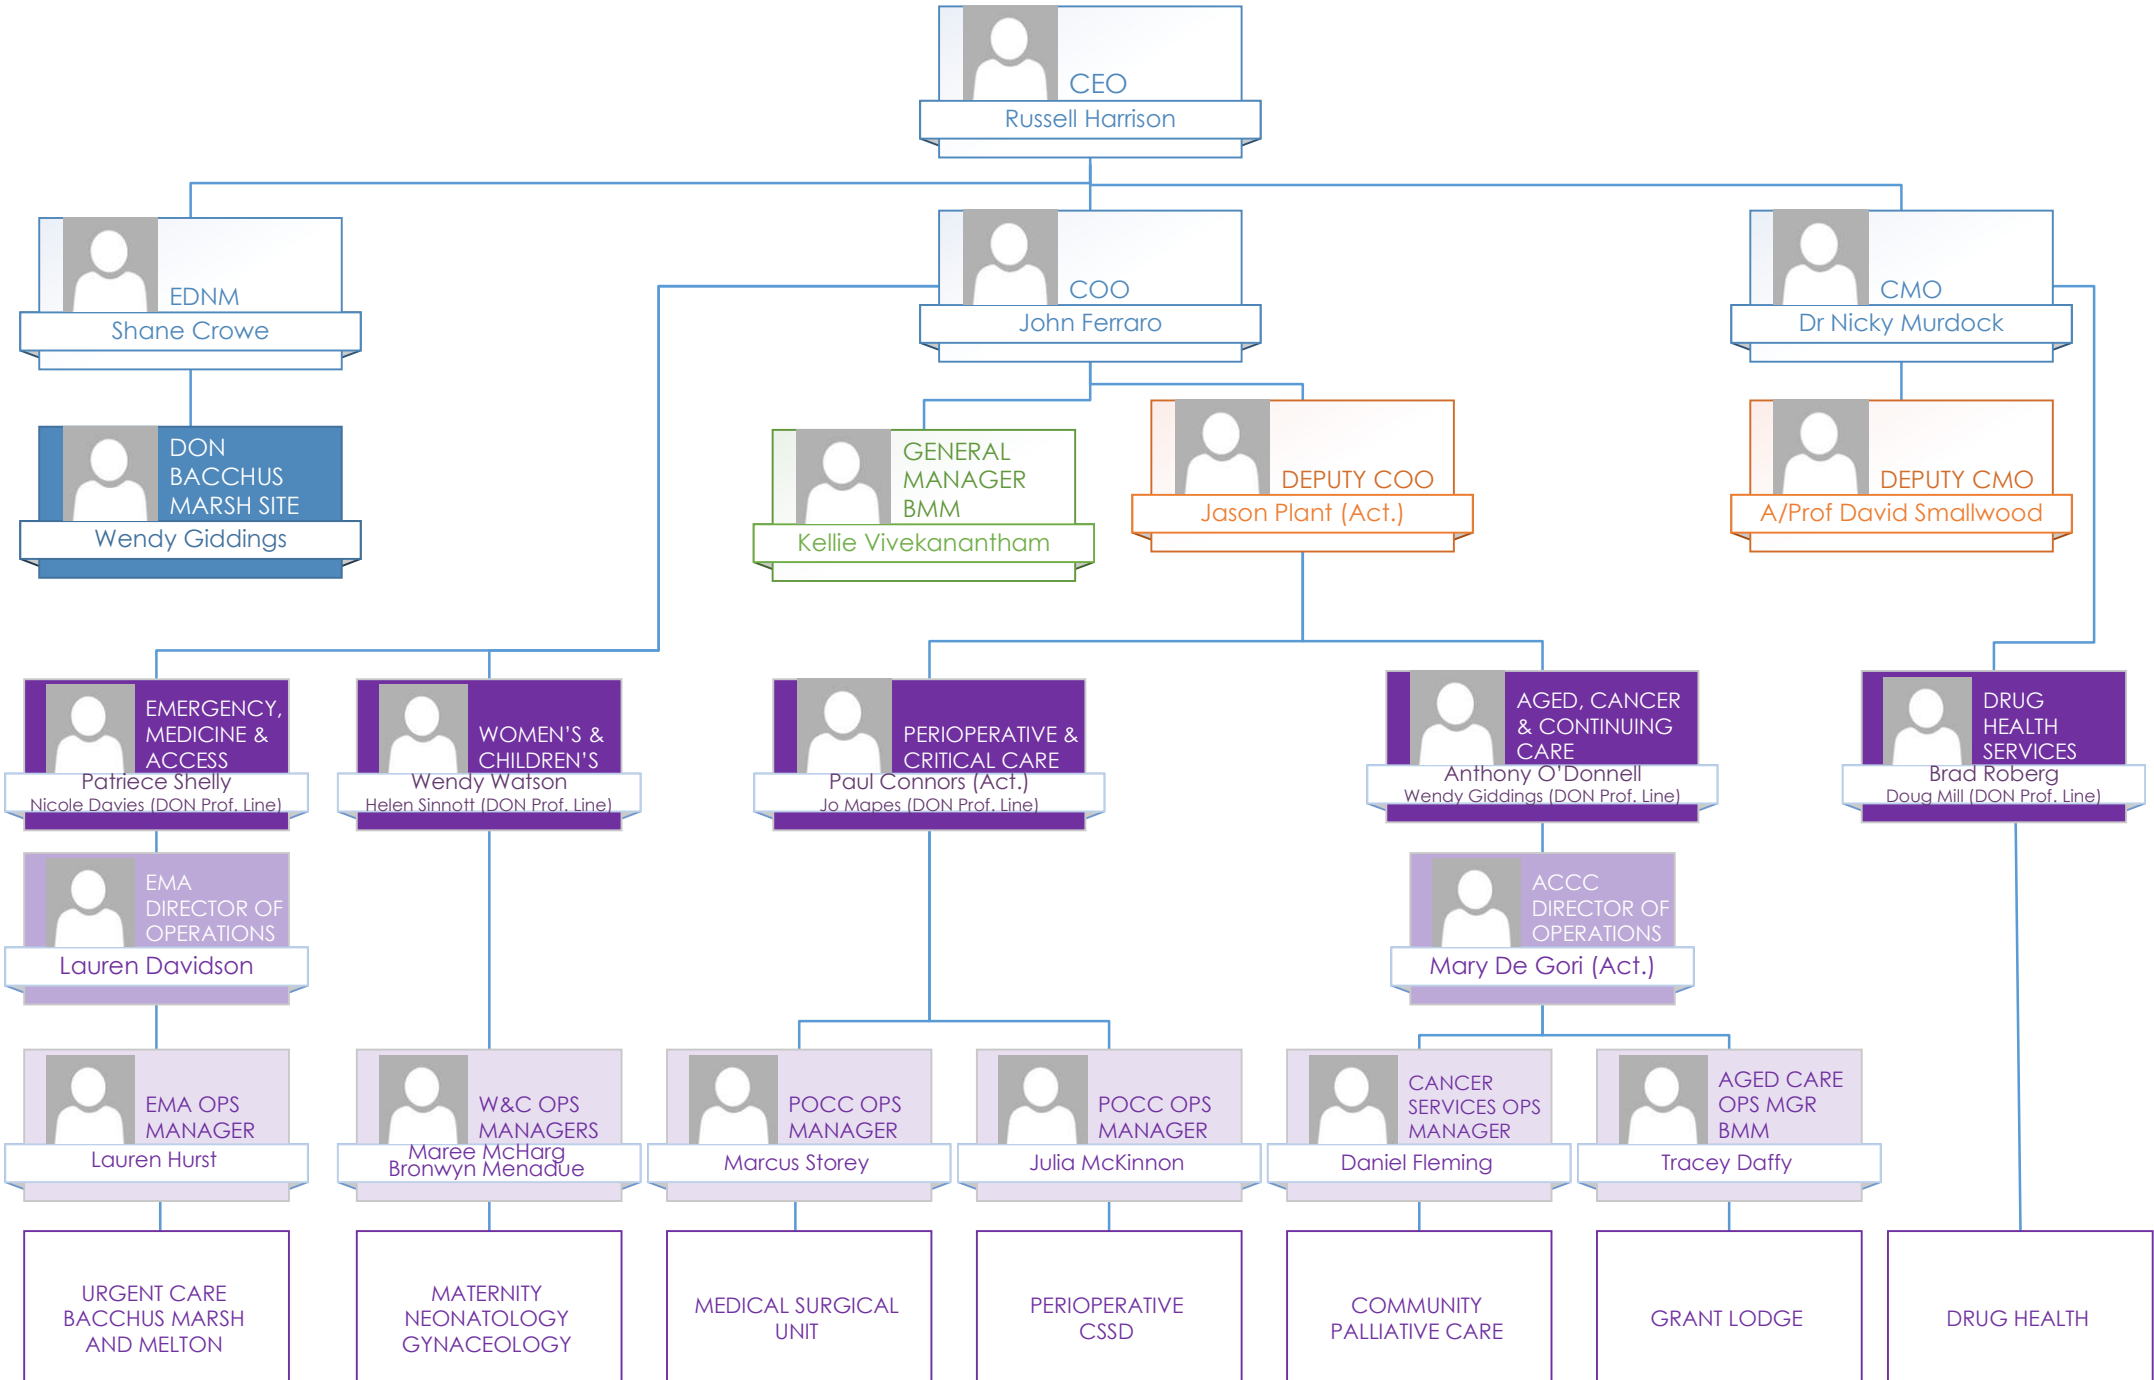 CEO
Russell Harrison
EDNM
Shane Crowe
COO
John Ferraro
CMO
Dr Nicky Murdock
DON
BACCHUS
MARSH SITE
Wendy Giddings
GENERAL
MANAGER
BMM
Kellie Vivekanantham
DEPUTY COO
Jason Plant (Act.)
DEPUTY CMO
A/Prof David Smallwood
EMERGENCY,
MEDICINE &
ACCESS
Patriece Shelly
Nicole Davies (DON Prof. Line)
WOMEN'S &
CHILDREN'S
Wendy Watson
Helen Sinnott (DON Prof. Line)
PERIOPERATIVE &
CRITICAL CARE
Paul Connors (Act.)
Jo Mapes (DON Prof. Line)
AGED, CANCER
& CONTINUING
CARE
Anthony O'Donnell
Wendy Giddings (DON Prof. Line)
DRUG
HEALTH
SERVICES
Brad Roberg
Doug Mill (DON Prof. Line)
EMA
DIRECTOR OF
OPERATIONS
Lauren Davidson
ACCC
DIRECTOR OF
OPERATIONS
Mary De Gori (Act.)
EMA OPS
MANAGER
Lauren Hurst
W&C OPS
MANAGERS
Maree McHarg
Bronwyn Menadue
POCC OPS
MANAGER
Marcus Storey
POCC OPS
MANAGER
Julia McKinnon
CANCER
SERVICES OPS
MANAGER
Daniel Fleming
AGED CARE
OPS MGR
BMM
Tracey Daffy
URGENT CARE
BACCHUS MARSH
AND MELTON
MATERNITY
NEONATOLOGY
GYNACEOLOGY
MEDICAL SURGICAL
UNIT
PERIOPERATIVE
CSSD
COMMUNITY
PALLIATIVE CARE
GRANT LODGE
DRUG HEALTH